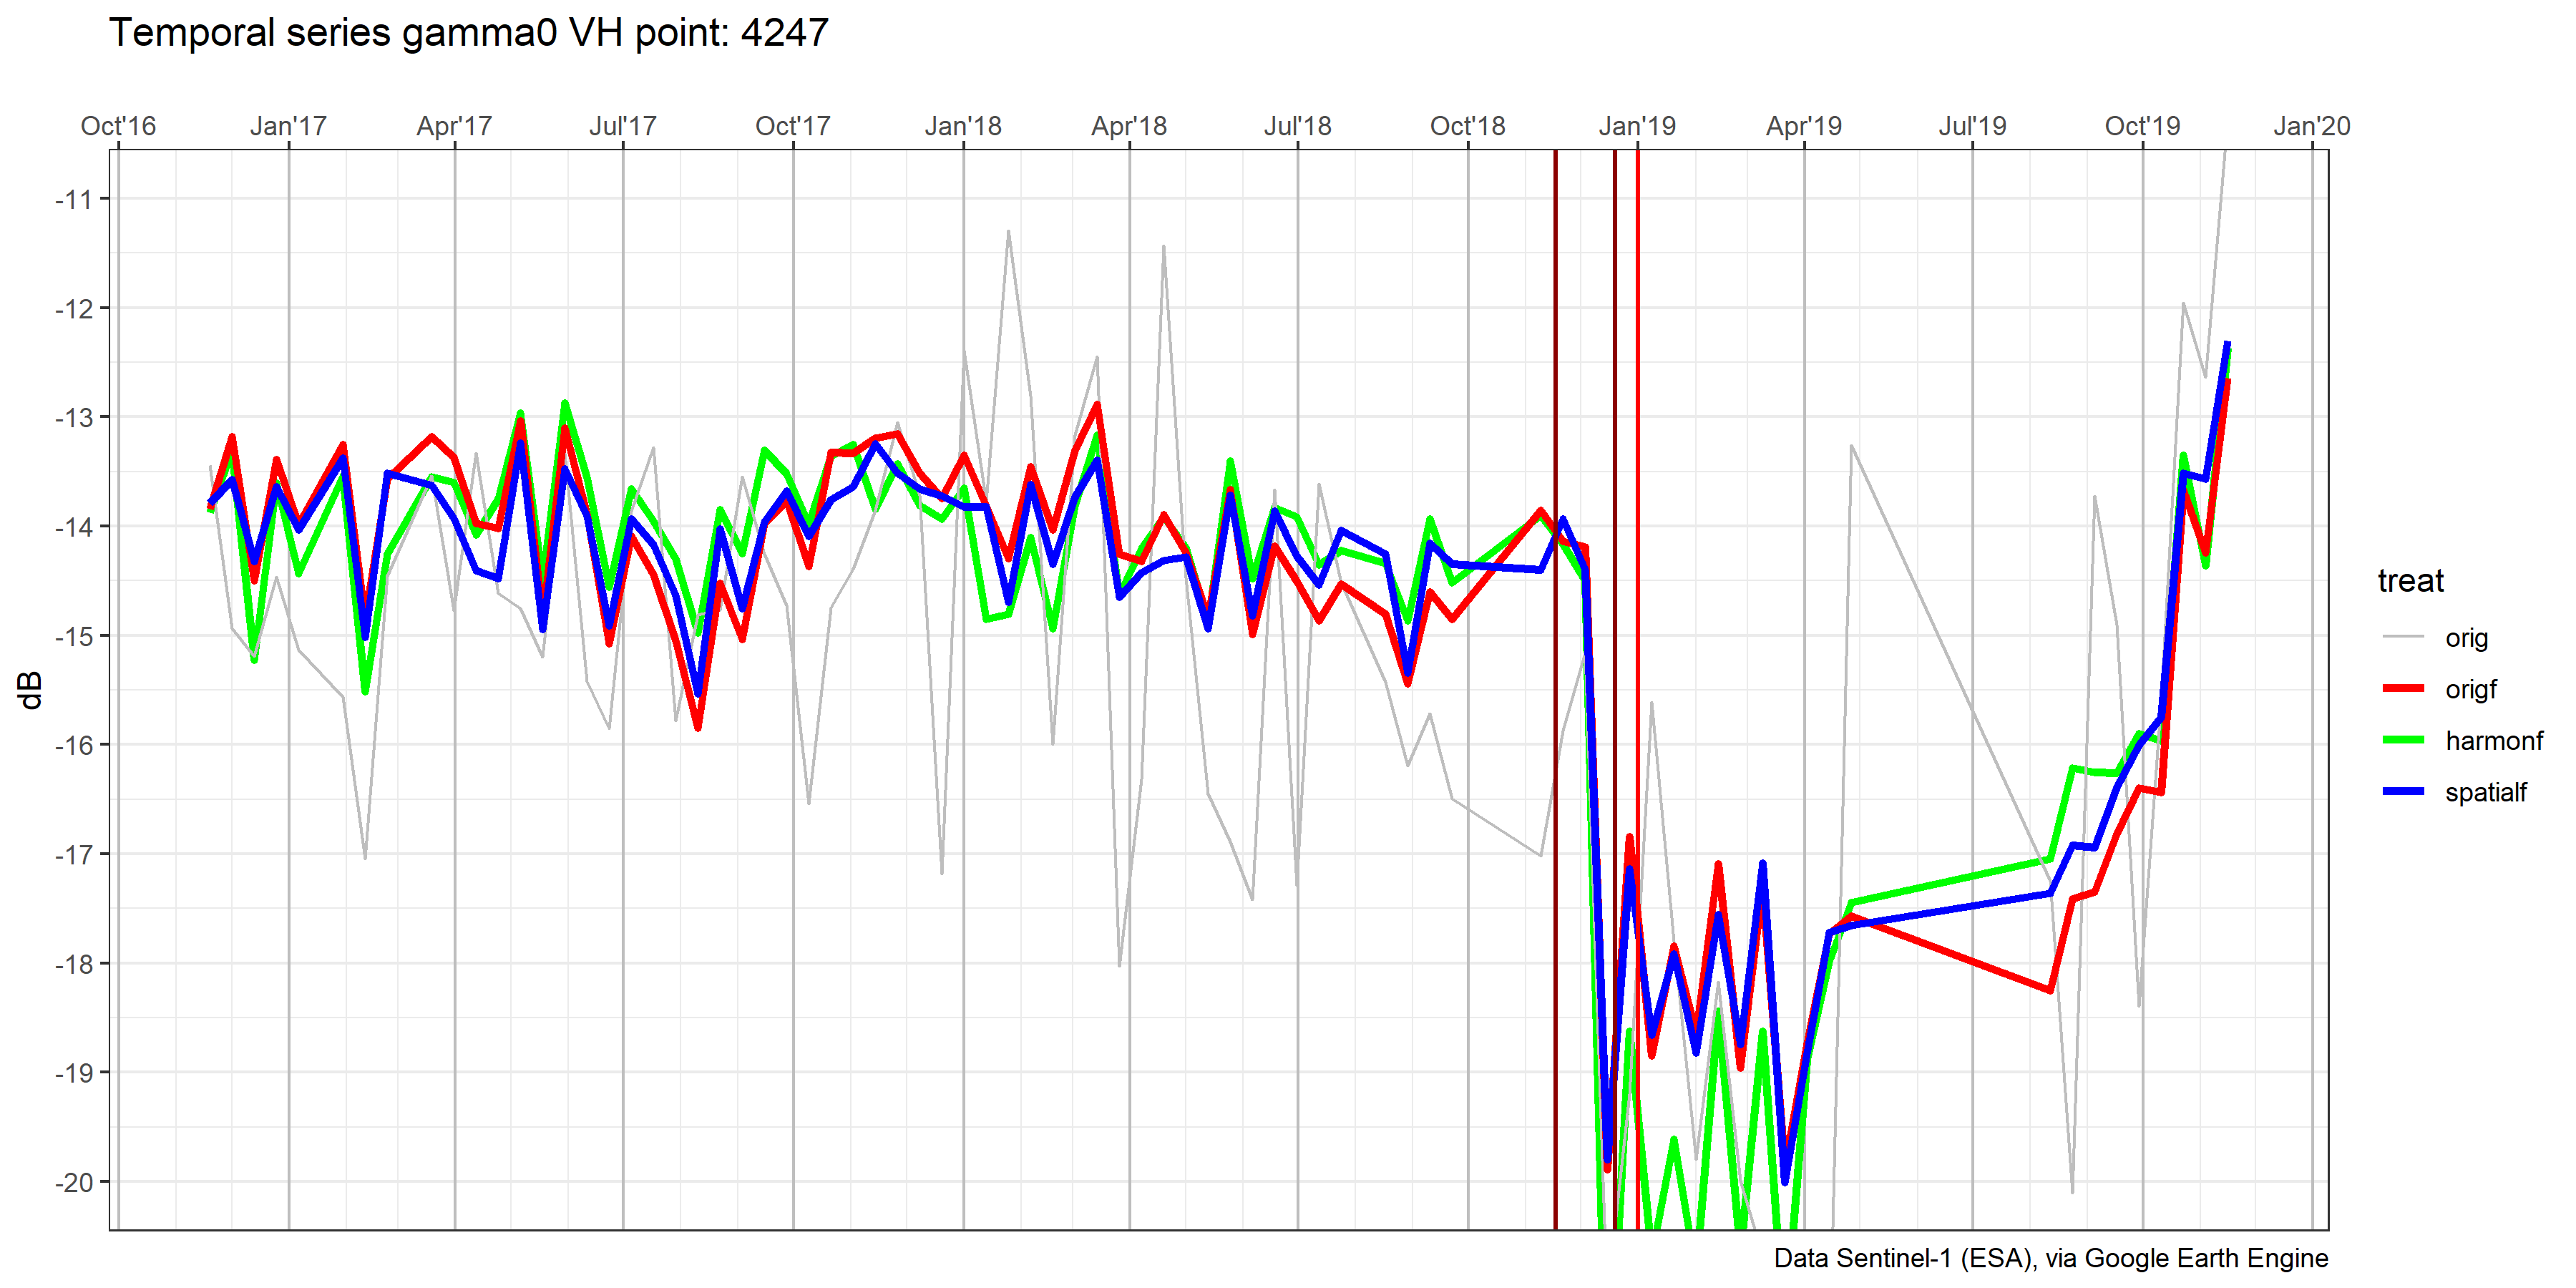 Temporal series gamma0 VH point: 4247
Oct'16 Jan'17 Apr'17 Jul'17 Oct'17 Jan'18 Apr'18 Jul'18 Oct'18 Jan'19 Apr'19 Jul'19 Oct'19 Jan'20
-11
-12
-13
-14
-15
-16
-17
-18
-19
-20
dB
treat
orig
origf
harmonf
spatialf
Data Sentinel-1 (ESA), via Google Earth Engine